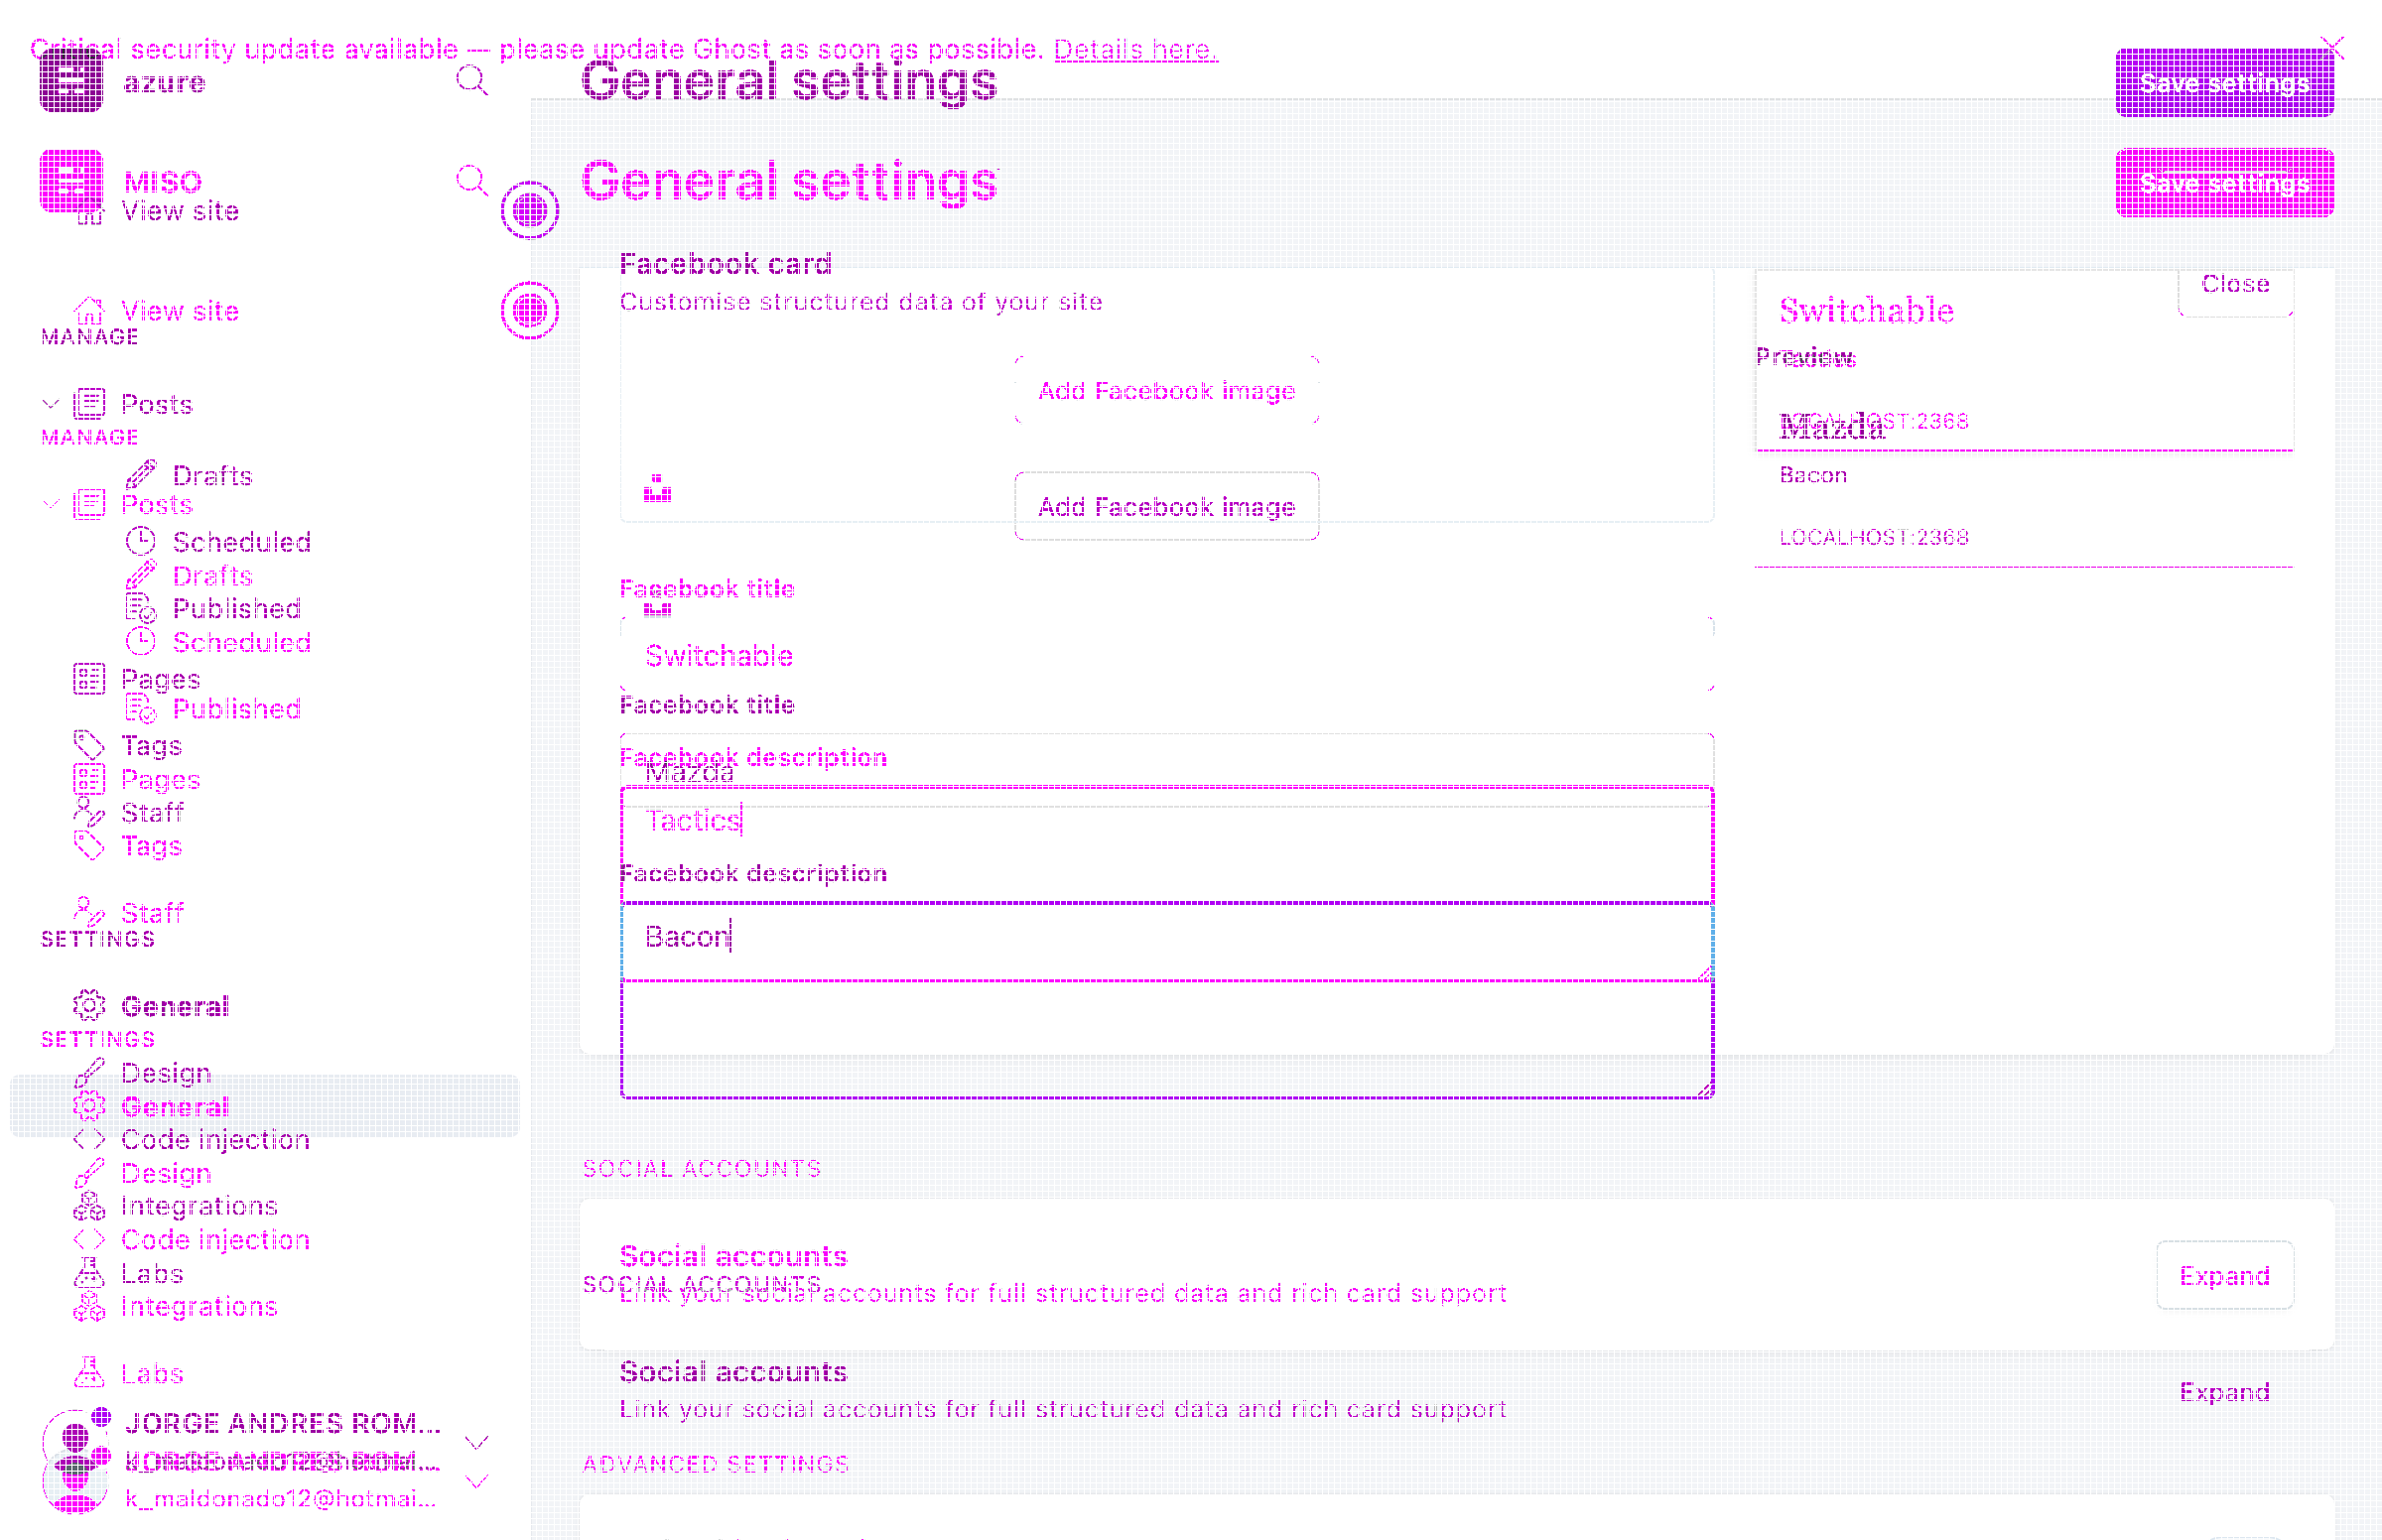 Critical security update available — please update Ghost as soon as possible. Details here.
azure
General settings
Save settings
MISO
General settings
Save settings
View site
Facebook card
Close
Customise structured data of your site
View site
Switchable
MANAGE
Preview
Add Facebook image
Posts
LOCALHOST:2368
Mazda
MANAGE
Drafts
Bacon
Posts
Add Facebook image
Scheduled
LOCALHOST:2368
Drafts
Facebook title
Published
Scheduled
Switchable
Pages
Published
Facebook title
Tags
Facebook description
Mazda
Pages
Staff
Tactics
Tags
Facebook description
Staff
Bacon
SETTINGS
General
SETTINGS
Design
General
Code injection
SOCIAL ACCOUNTS
Design
Integrations
Code injection
Social accounts
Labs
Expand
SOCIAL ACCOUNTS
Link your social accounts for full structured data and rich card support
Integrations
Labs
Social accounts
Expand
Link your social accounts for full structured data and rich card support
JORGE ANDRES ROM...
ADVANCED SETTINGS
k_maldonado12@hotmai...